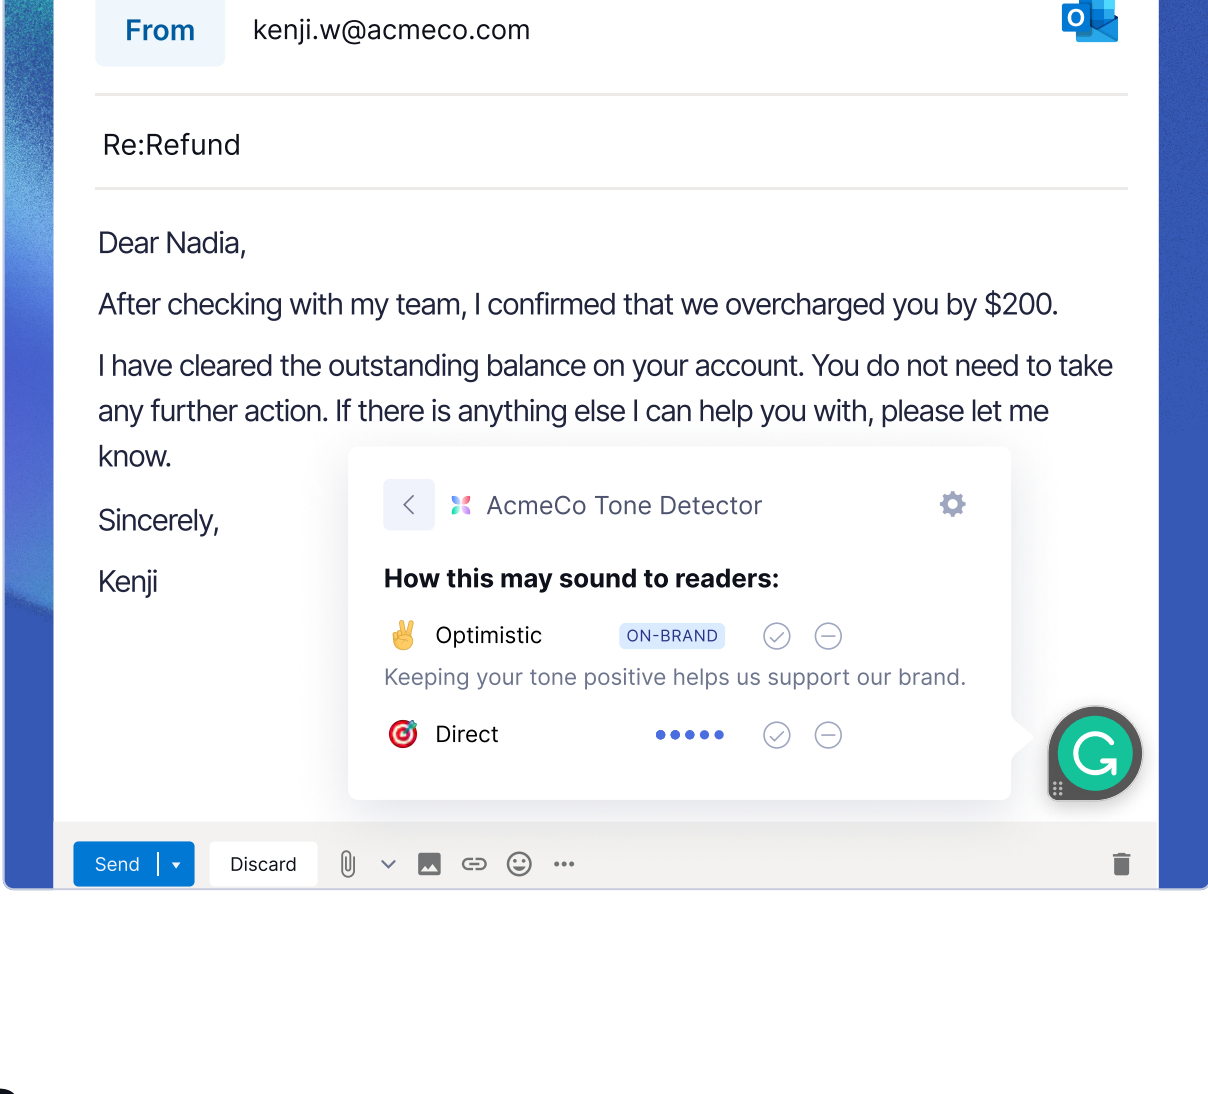 From kenji.w@acmeco.com
Re:Refund
Dear Nadia,
After checking with my team, I confirmed that we overcharged you by $200.
I have cleared the outstanding balance on your account. You do not need to take
any further action. If there is anything else I can help you with, please let me
know.
Sincerely,
Kenji
AcmeCo Tone Detector
How this may sound to readers:
Optimistic ON-BRAND
Keeping your tone positive helps us support our brand.
Direct
Send Discard